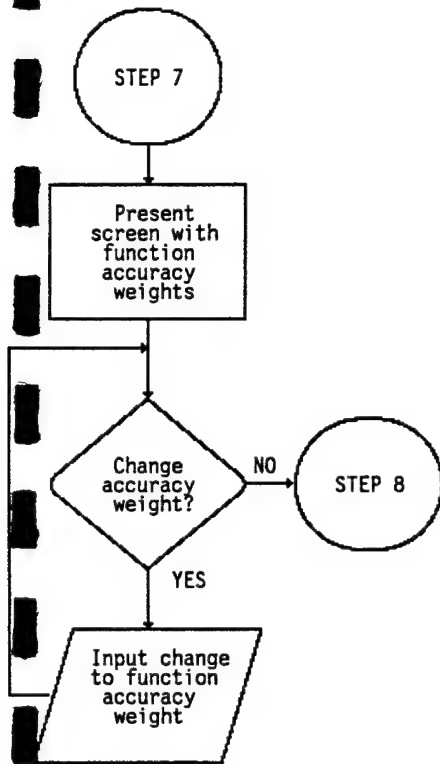 STEP 7
Present
screen with
function
accuracy
weights
Change
accuracy
weight?
NO
STEP 8
YES
Input change
to function
accuracy
weight